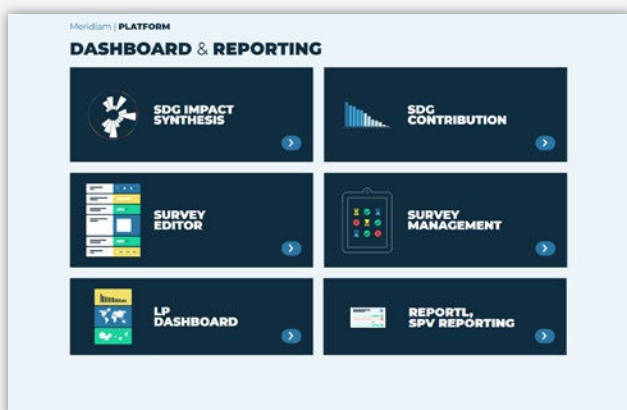 Meridiam | PLATFORM
DASHBOARD & REPORTING
SDG IMPACT
SYNTHESIS
SDG
CONTRIBUTION
SURVEY
EDITOR
SURVEY
MANAGEMENT
LP
DASHBOARD
REPORTL,
SPV REPORTING